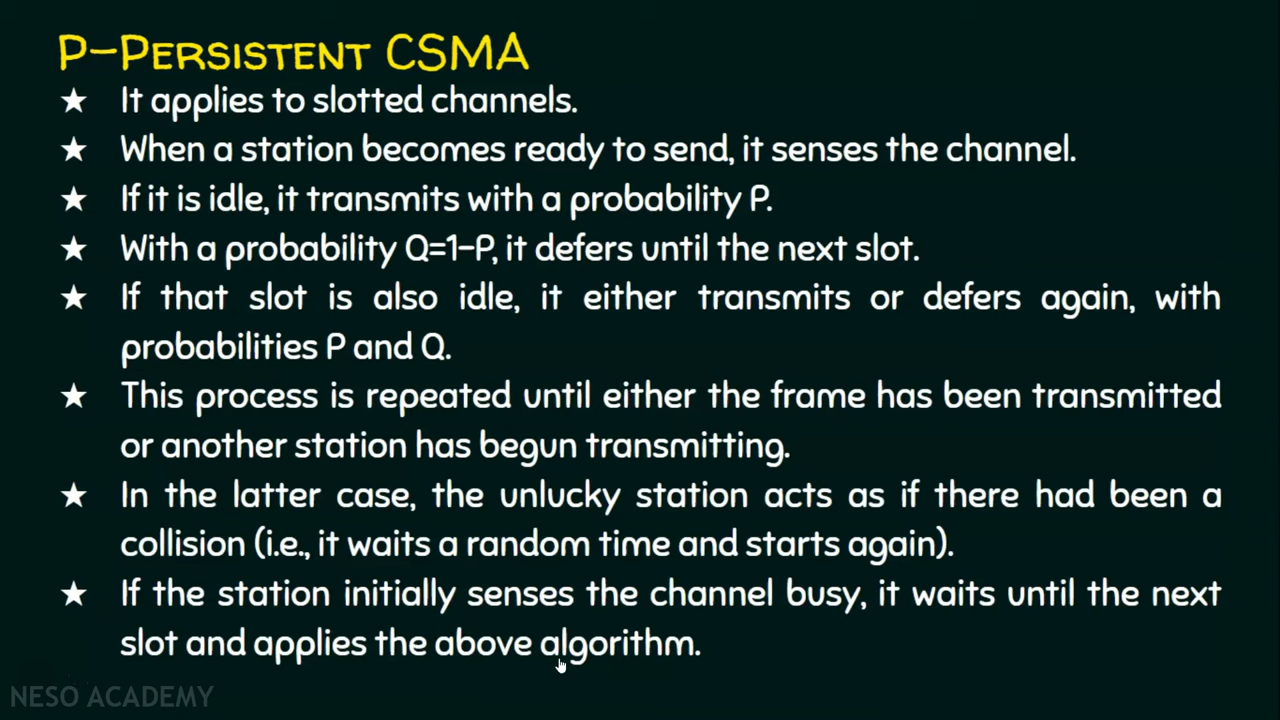 P-Persistent CSMA
★ It applies to slotted channels.
★ When a station becomes ready to send, it senses the channel.
★ If it is idle, it transmits with a probability P.
★ With a probability Q=1-P, it defers until the next slot.
★ If that slot is also idle, it either transmits or defers again, with
probabilities P and Q.
★ This process is repeated until either the frame has been transmitted
or another station has begun transmitting.
★ In the latter case, the unlucky station acts as if there had been a
collision (i.e., it waits a random time and starts again).
★ If the station initially senses the channel busy, it waits until the next
slot and applies the above algorithm.
NESO ACADEMY